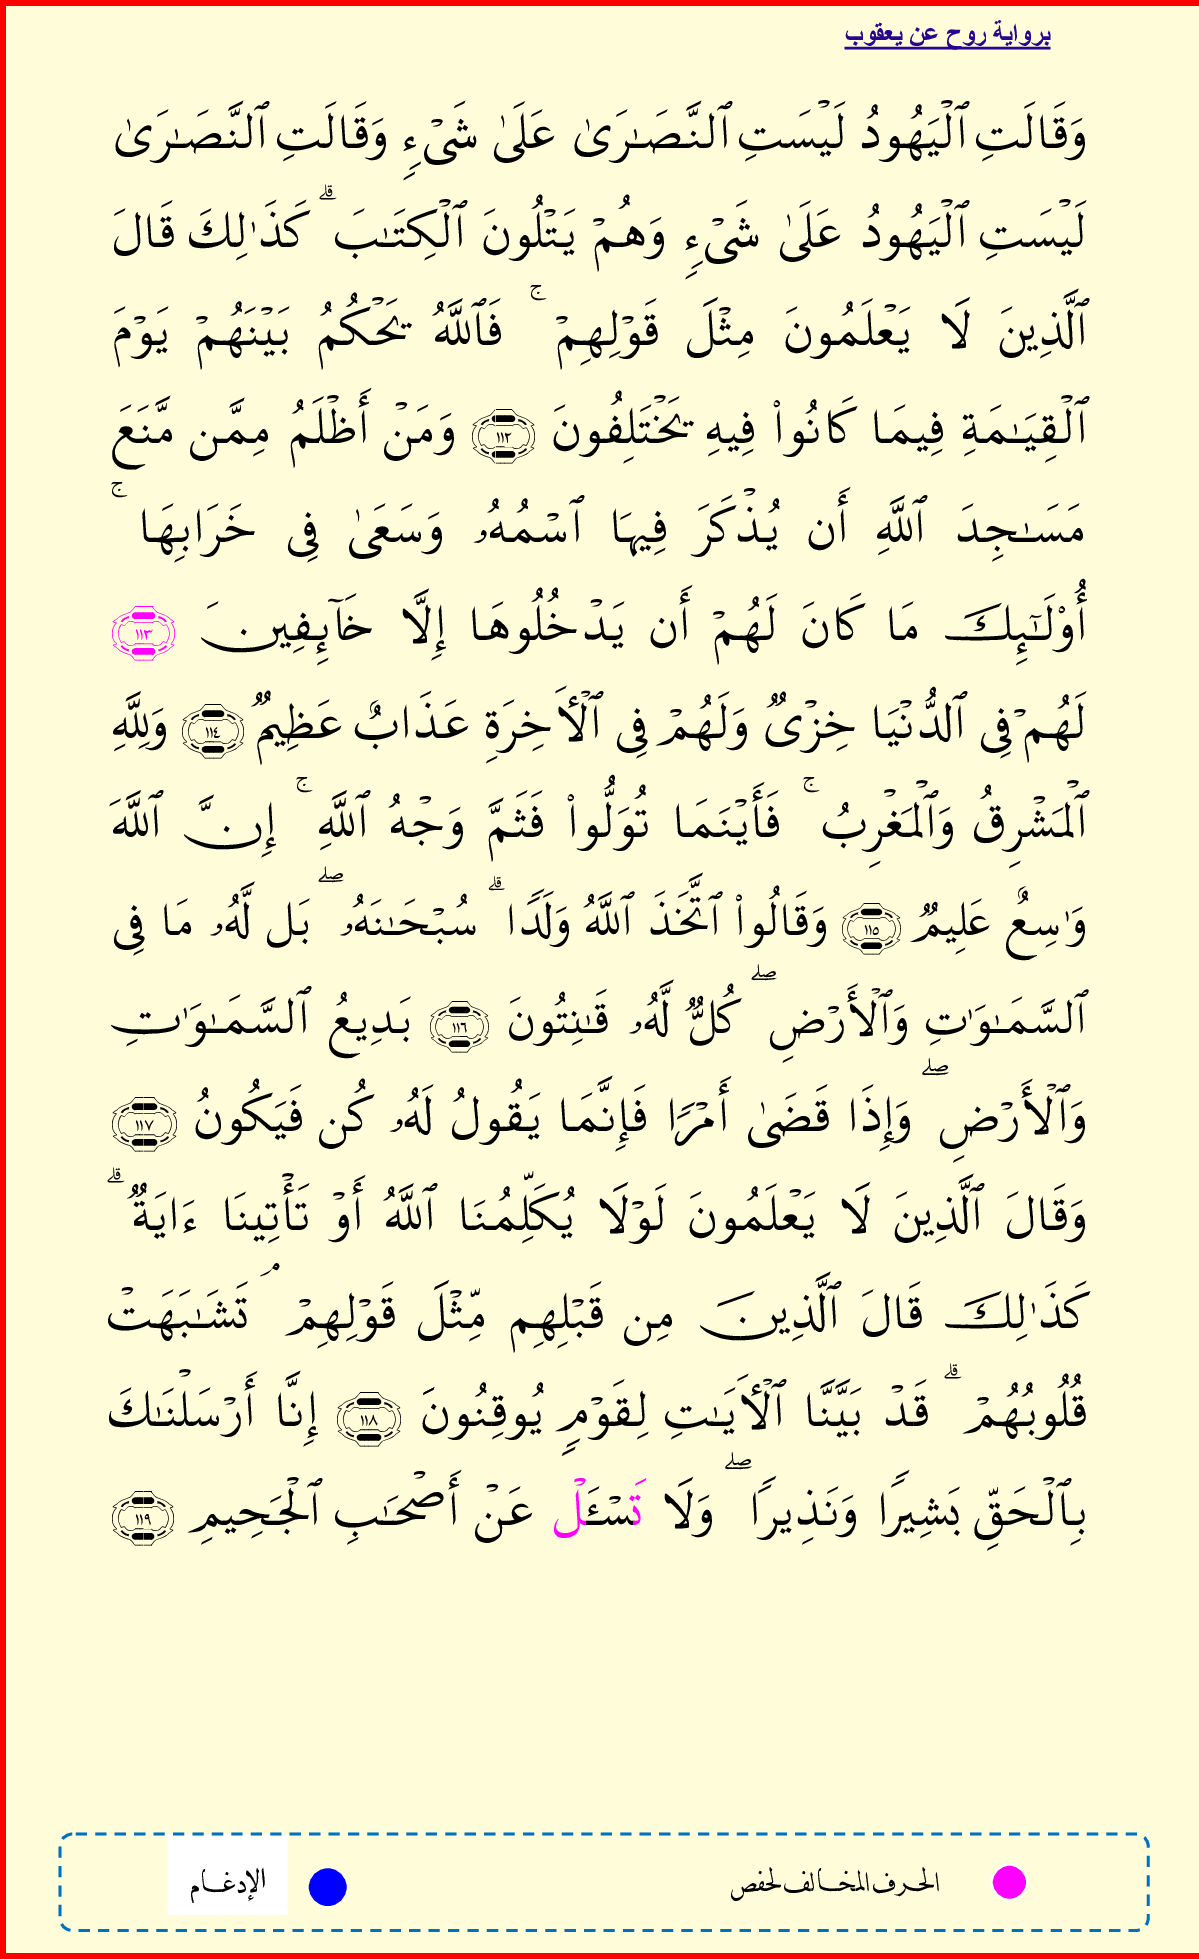 برواية روح عن يعقوب
وَقَالَتِ ٱلۡيَهُودُ لَيۡسَتِ ٱلنَّصَـٰرَىٰ عَلَىٰ شَىۡءࣲ وَقَالَتِ ٱلنَّصَـٰرَىٰ
لَيۡسَتِ ٱلۡيَهُودُ عَلَىٰ شَىۡءࣲ وَهُمۡ يَتۡلُونَ ٱلۡكِتَـٰبَۗ كَذَٰلِكَ قَالَ
ٱلَّذِينَ لَا يَعۡلَمُونَ مِثۡلَ قَوۡلِهِمۡۚ فَٱللَّهُ يَحۡكُمُ بَيۡنَهُمۡ يَوۡمَ
ٱلۡقِيَـٰمَةِ فِيمَا كَانُوا۟ فِيهِ يَخۡتَلِفُونَ ١١٢ وَمَنۡ أَظۡلَمُ مِمَّن مَّنَعَ
مَسَـٰجِدَ ٱللَّهِ أَن يُذۡكَرَ فِيهَا ٱسۡمُهُۥ وَسَعَىٰ فِى خَرَابِهَاۚ
أُو۟لَـٰۤئِكَ مَا كَانَ لَهُمۡ أَن يَدۡخُلُوهَا إِلَّا خَاۤئِفِينَ ١١٣
لَهُمۡ فِى ٱلدُّنۡيَا خِزۡىࣱ وَلَهُمۡ فِى ٱلۡأَخِرَةِ عَذَابٌ عَظِيمࣱ ١١٤ وَلِلَّهِ
ٱلۡمَشۡرِقُ وَٱلۡمَغۡرِبُۚ فَأَيۡنَمَا تُوَلُّوا۟ فَثَمَّ وَجۡهُ ٱللَّهِۚ إِنَّ ٱللَّهَ
وَٰسِعٌ عَلِيمࣱ ١١٥ وَقَالُوا۟ ٱتَّخَذَ ٱللَّهُ وَلَدࣰاۗ سُبۡحَـٰنَهُۥۖ بَل لَّهُۥ مَا فِى
ٱلسَّمَـٰوَٰتِ وَٱلۡأَرۡضِۖ كُلࣱّ لَّهُۥ قَـٰنِتُونَ ١١٦ بَدِيعُ ٱلسَّمَـٰوَٰتِ
وَٱلۡأَرۡضِۖ وَإِذَا قَضَىٰ أَمۡرࣰا فَإِنَّمَا يَقُولُ لَهُۥ كُن فَيَكُونُ ١١٧
وَقَالَ ٱلَّذِينَ لَا يَعۡلَمُونَ لَوۡلَا يُكَلِّمُنَا ٱللَّهُ أَوۡ تَأۡتِينَا ءَايَةࣱۗ
كَذَٰلِكَ قَالَ ٱلَّذِينَ مِن قَبۡلِهِم مِّثۡلَ قَوۡلِهِمۡۘ تَشَـٰبَهَتۡ
قُلُوبُهُمۡۗ قَدۡ بَيَّنَّا ٱلۡأَيَـٰتِ لِقَوۡمࣲ يُوقِنُونَ ١١٨ إِنَّا أَرۡسَلۡنَـٰكَ
بِٱلۡحَقِّ بَشِيرࣰا وَنَذِيرࣰاۖ وَلَا تَسۡـَٔلۡ عَنۡ أَصۡحَـٰبِ ٱلۡجَحِيمِ ١١٩
الحرف المخالف لحفص
الإدغام